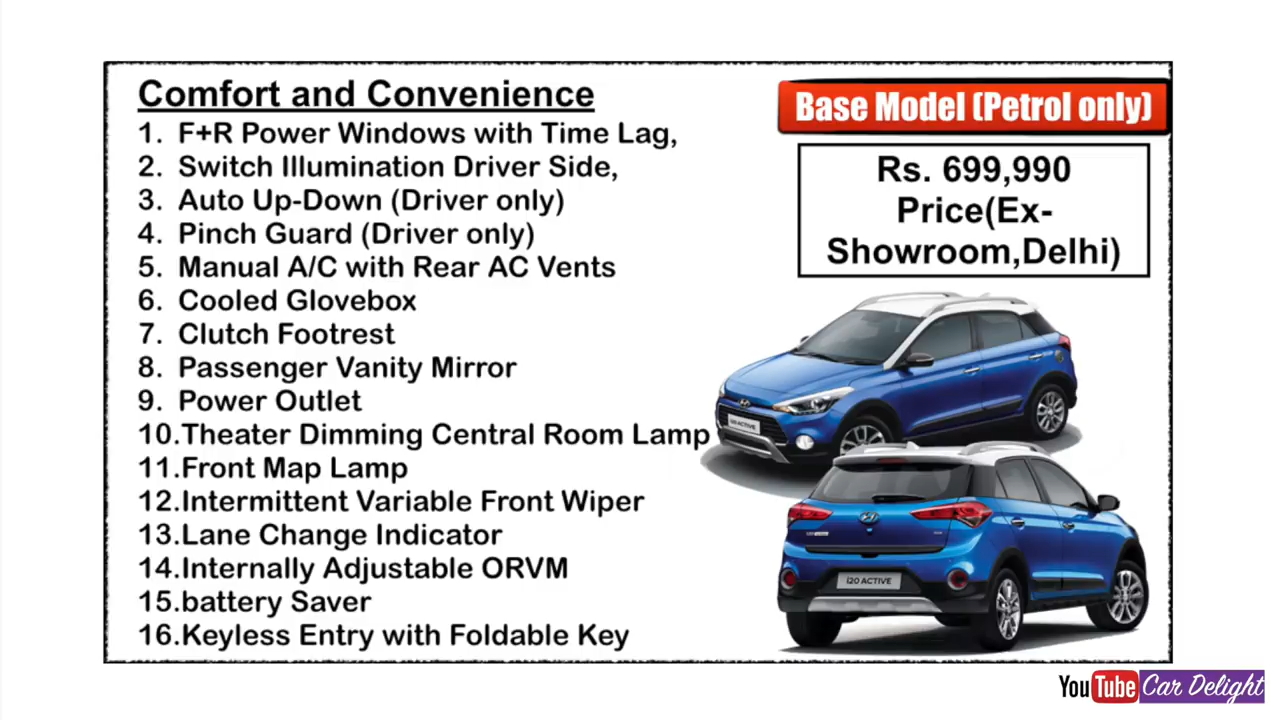 Comfort and Convenience
1. F+R Power Windows with Time Lag,
2. Switch Illumination Driver Side,
3. Auto Up-Down (Driver only)
4. Pinch Guard (Driver only)
5. Manual A/C with Rear AC Vents
6. Cooled Glovebox
7. Clutch Footrest
8. Passenger Vanity Mirror
9. Power Outlet
10.Theater Dimming Central Room Lamp
11.Front Map Lamp
12.Intermittent Variable Front Wiper
13.Lane Change Indicator
14.Internally Adjustable ORVM
15.battery Saver
16.Keyless Entry with Foldable Key
Base Model (Petrol only)
Rs. 699,990
Price(Ex-
Showroom,Delhi)
i20 ACTIVE
i20 ACTIVE
YouTube Car Delight